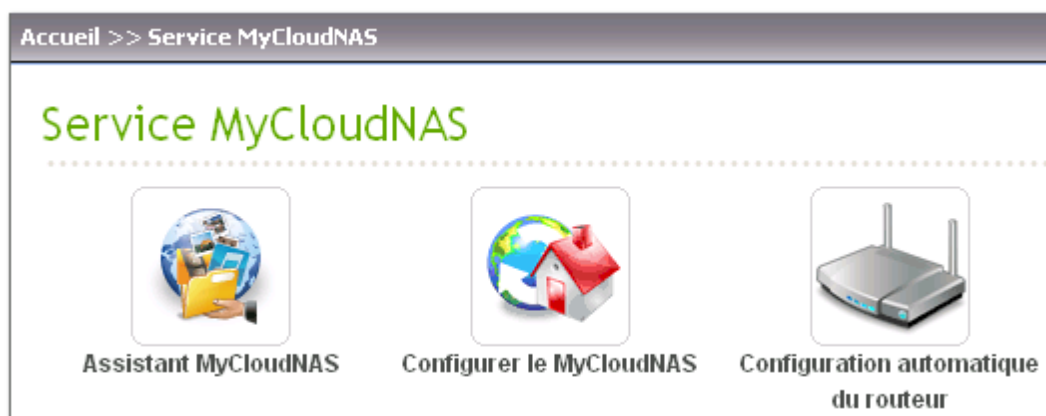 Accueil >> Service MyCloudNAS
Service MyCloudNAS
Assistant MyCloudNAS
Configurer le MyCloudNAS
Configuration automatique
du routeur